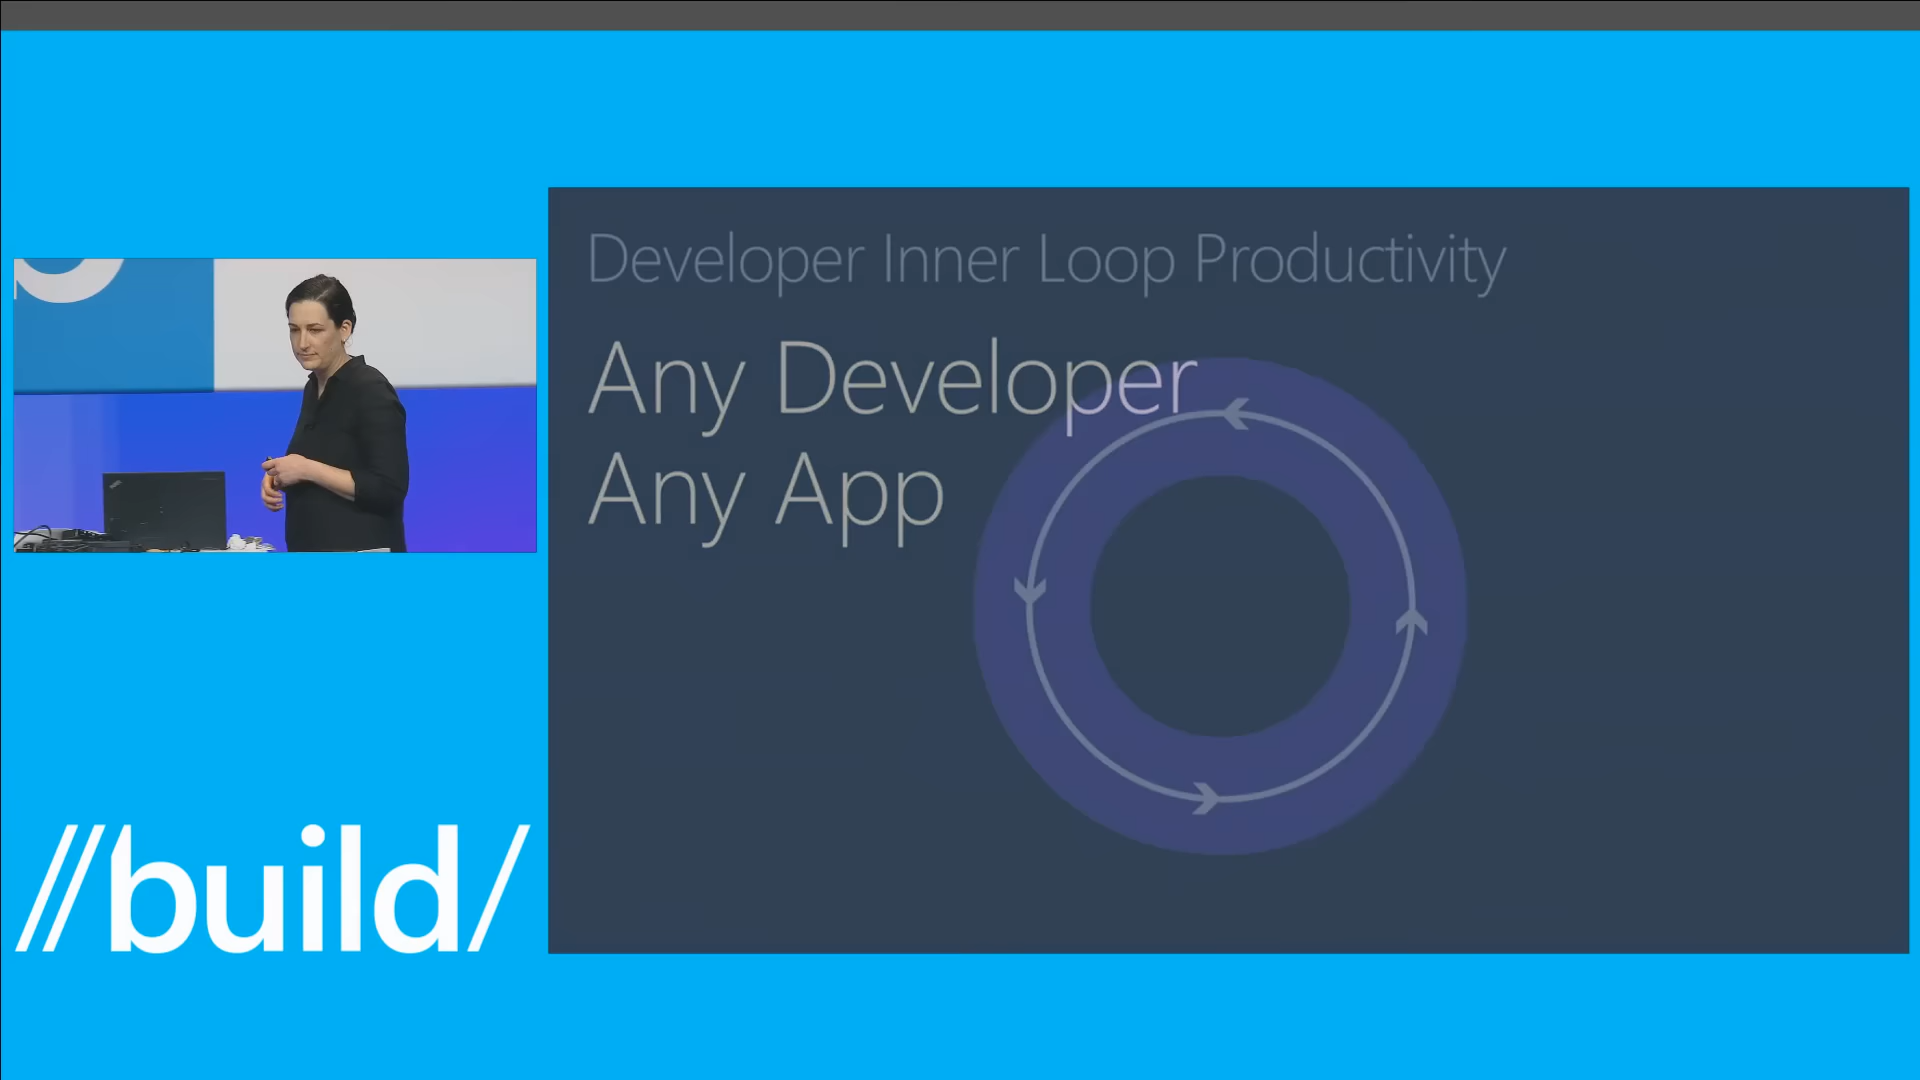 Developer Inner Loop Productivity
Any Developer
Any App
//build/